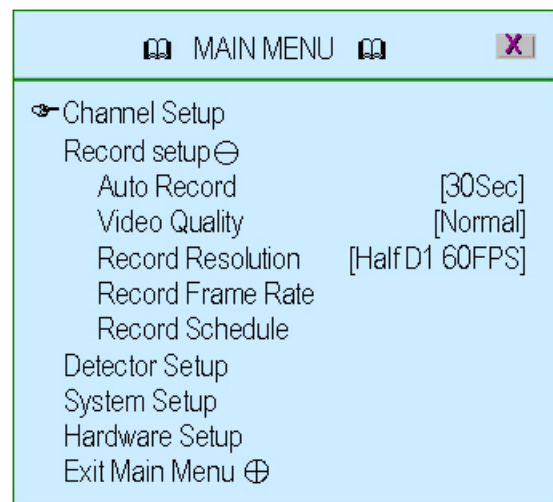 MAIN MENU X
Channel Setup
Record setup
Auto Record [30Sec]
Video Quality [Normal]
Record Resolution [Half D1 60FPS]
Record Frame Rate
Record Schedule
Detector Setup
System Setup
Hardware Setup
Exit Main Menu